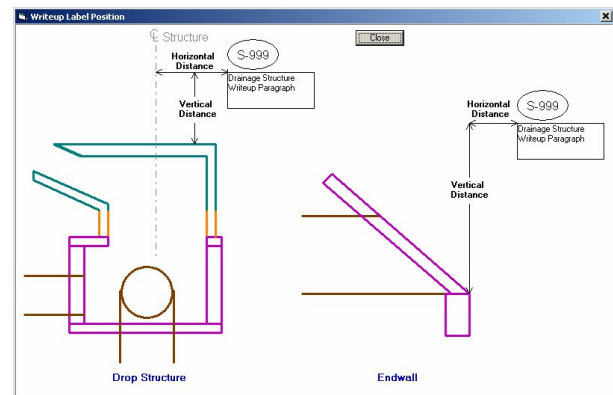 Writeup Label Position
℄ Structure
Close
S-999
Horizontal
Distance
Drainage Structure
Writeup Paragraph
Vertical
Distance
Horizontal
Distance
S-999
Drainage Structure
Writeup Paragraph
Vertical
Distance
Drop Structure
Endwall